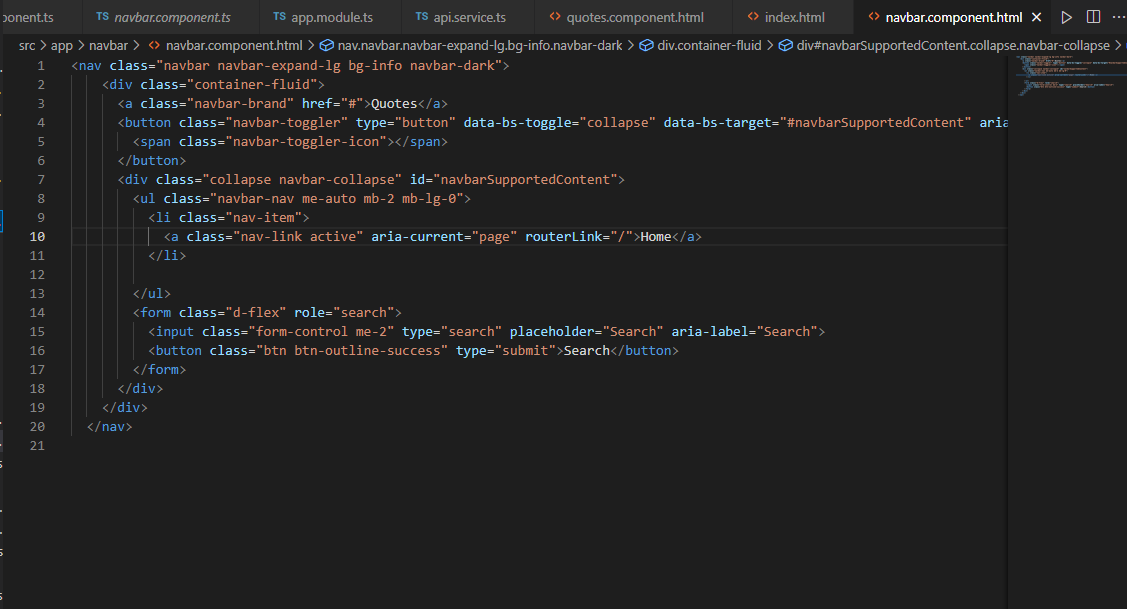 ponent.ts TS navbar.component.ts TS app.module.ts TS api.service.ts <> quotes.component.html <> index.html <> navbar.component.html
src > app > navbar > <> navbar.component.html > nav.navbar.navbar-expand-lg.bg-info.navbar-dark > div.container-fluid > div#navbarSupportedContent.collapse.navbar-collapse >
1 <nav class="navbar navbar-expand-lg bg-info navbar-dark">
2 <div class="container-fluid">
3 <a class="navbar-brand" href="#">Quotes</a>
4 <button class="navbar-toggler" type="button" data-bs-toggle="collapse" data-bs-target="#navbarSupportedContent" aria
5 <span class="navbar-toggler-icon"></span>
6 </button>
7 <div class="collapse navbar-collapse" id="navbarSupportedContent">
8 <ul class="navbar-nav me-auto mb-2 mb-lg-0">
9 <li class="nav-item">
10 <a class="nav-link active" aria-current="page" routerLink="/">Home</a>
11 </li>
12
13 </ul>
14 <form class="d-flex" role="search">
15 <input class="form-control me-2" type="search" placeholder="Search" aria-label="Search">
16 <button class="btn btn-outline-success" type="submit">Search</button>
17 </form>
18 </div>
19 </div>
20 </nav>
21